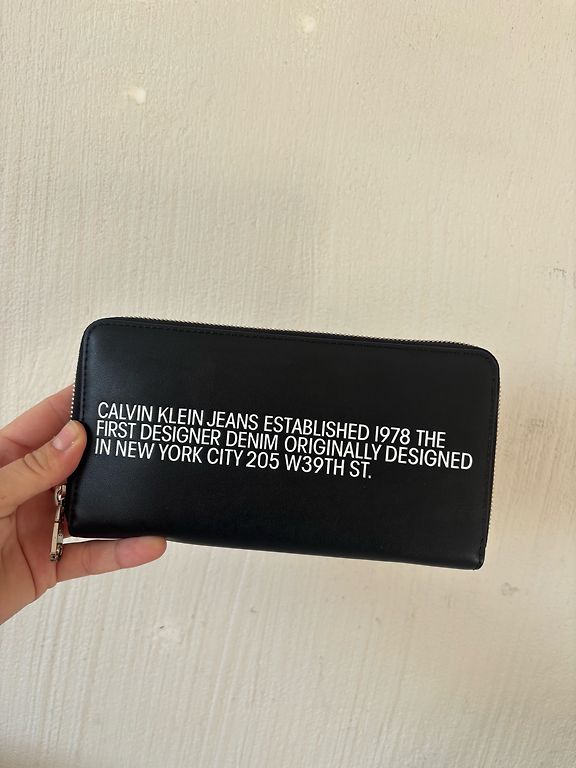 CALVIN KLEIN JEANS ESTABLISHED 1978 THE
FIRST DESIGNER DENIM ORIGINALLY DESIGNED
IN NEW YORK CITY 205 W39TH ST.